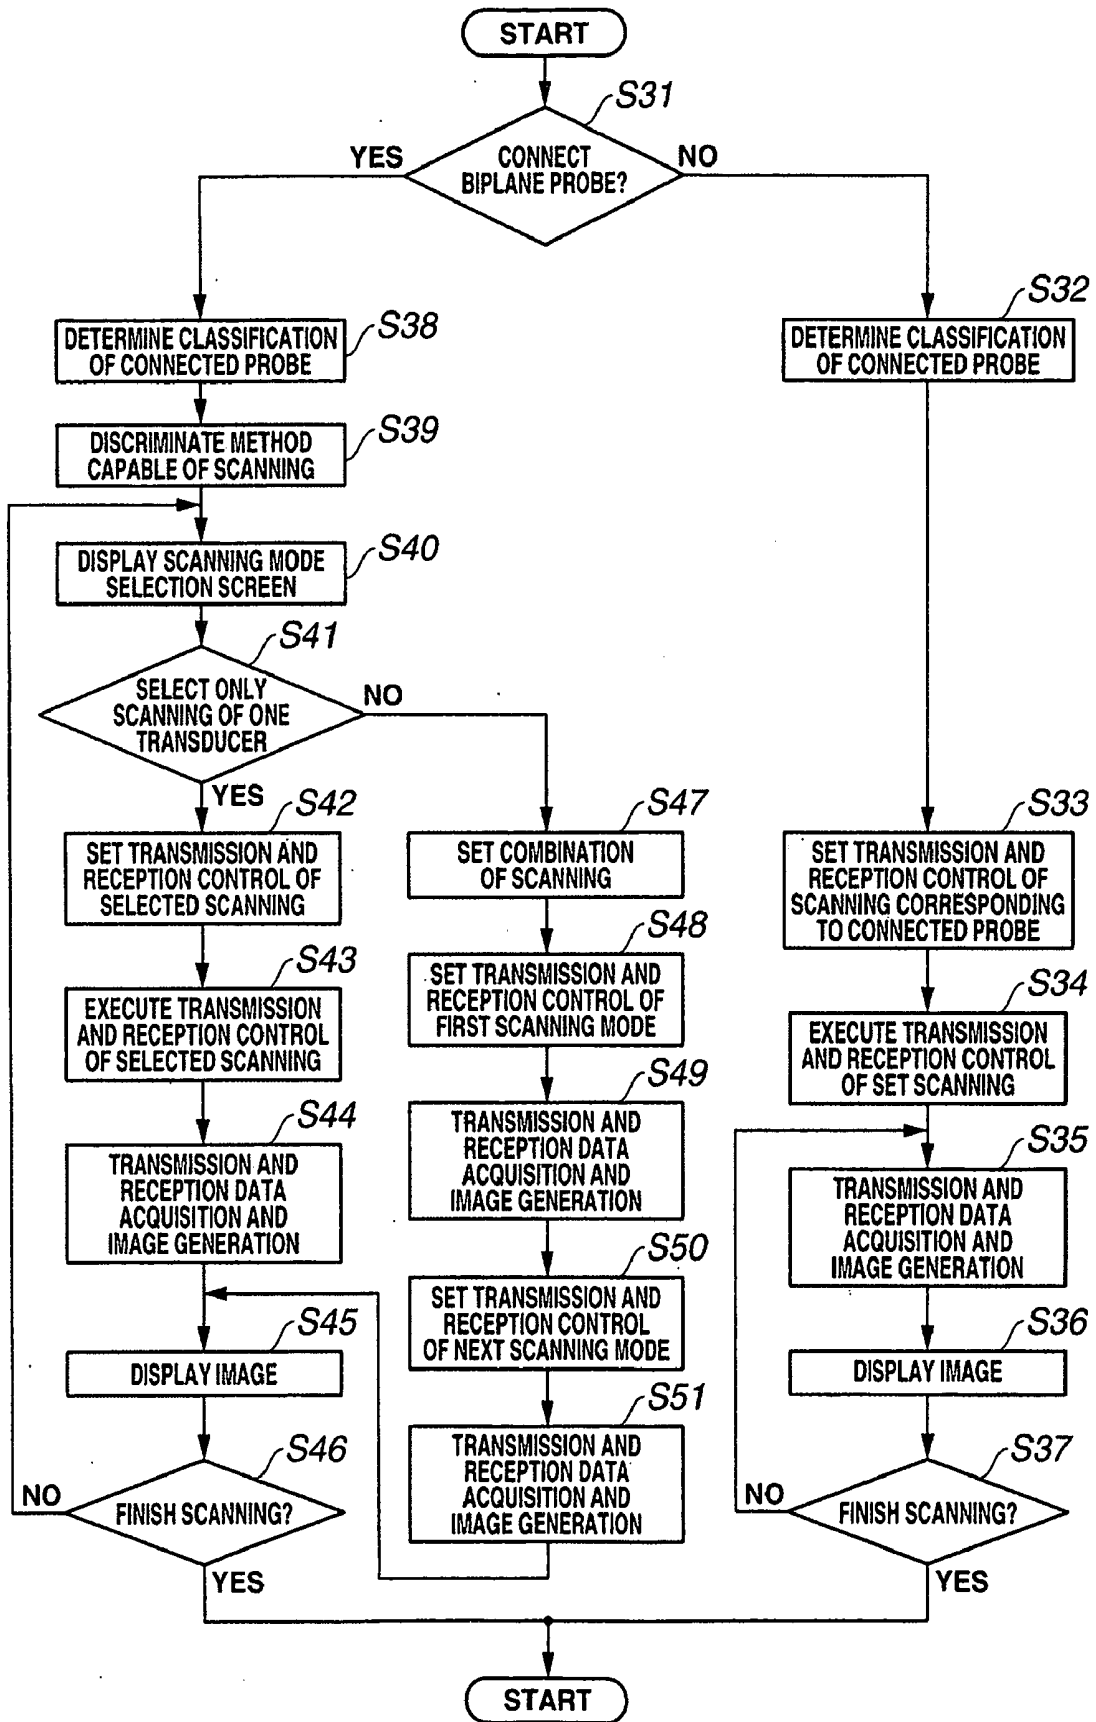 START
S31
CONNECT
BIPLANE PROBE?
YES
NO
S38
DETERMINE CLASSIFICATION
OF CONNECTED PROBE
S39
DISCRIMINATE METHOD
CAPABLE OF SCANNING
S40
DISPLAY SCANNING MODE
SELECTION SCREEN
S41
SELECT ONLY
SCANNING OF ONE
TRANSDUCER
NO
YES
S42
SET TRANSMISSION AND
RECEPTION CONTROL OF
SELECTED SCANNING
S43
EXECUTE TRANSMISSION
AND RECEPTION CONTROL
OF SELECTED SCANNING
S44
TRANSMISSION AND
RECEPTION DATA
ACQUISITION AND
IMAGE GENERATION
S45
DISPLAY IMAGE
S46
FINISH SCANNING?
NO
YES
S47
SET COMBINATION
OF SCANNING
S48
SET TRANSMISSION AND
RECEPTION CONTROL OF
FIRST SCANNING MODE
S49
TRANSMISSION AND
RECEPTION DATA
ACQUISITION AND
IMAGE GENERATION
S50
SET TRANSMISSION AND
RECEPTION CONTROL
OF NEXT SCANNING MODE
S51
TRANSMISSION AND
RECEPTION DATA
ACQUISITION AND
IMAGE GENERATION
S32
DETERMINE CLASSIFICATION
OF CONNECTED PROBE
S33
SET TRANSMISSION AND
RECEPTION CONTROL OF
SCANNING CORRESPONDING
TO CONNECTED PROBE
S34
EXECUTE TRANSMISSION
AND RECEPTION CONTROL
OF SET SCANNING
S35
TRANSMISSION AND
RECEPTION DATA
ACQUISITION AND
IMAGE GENERATION
S36
DISPLAY IMAGE
S37
FINISH SCANNING?
NO
YES
START